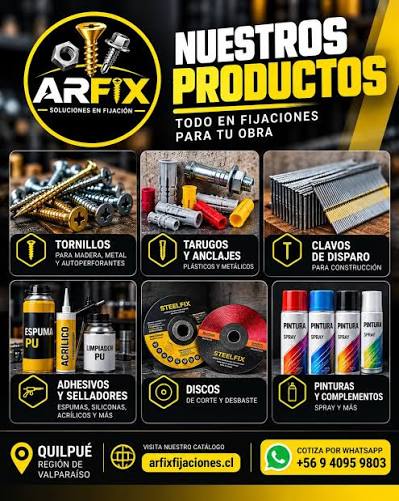 ARFIX
SOLUCIONES EN FIJACIÓN
NUESTROS
PRODUCTOS
TODO EN FIJACIONES
PARA TU OBRA
TORNILLOS
PARA MADERA, METAL
Y AUTOPERFORANTES
TARUGOS
Y ANCLAJES
PLÁSTICOS Y METÁLICOS
CLAVOS
DE DISPARO
PARA CONSTRUCCIÓN
ESPUMA
PU
ACRÍLICO
LIMPIADOR
PU
ADHESIVOS
Y SELLADORES
ESPUMAS, SILICONAS,
ACRÍLICOS Y MÁS
STEELFIX
STEELFIX
DISCOS
DE CORTE Y DESBASTE
PINTURA
SPRAY
PINTURA
SPRAY
PINTURA
SPRAY
PINTURA
SPRAY
PINTURAS
Y COMPLEMENTOS
SPRAY Y MÁS
QUILPUÉ
REGIÓN DE
VALPARAÍSO
VISITA NUESTRO CATÁLOGO
arfixfijaciones.cl
COTIZA POR WHATSAPP
+56 9 4095 9803